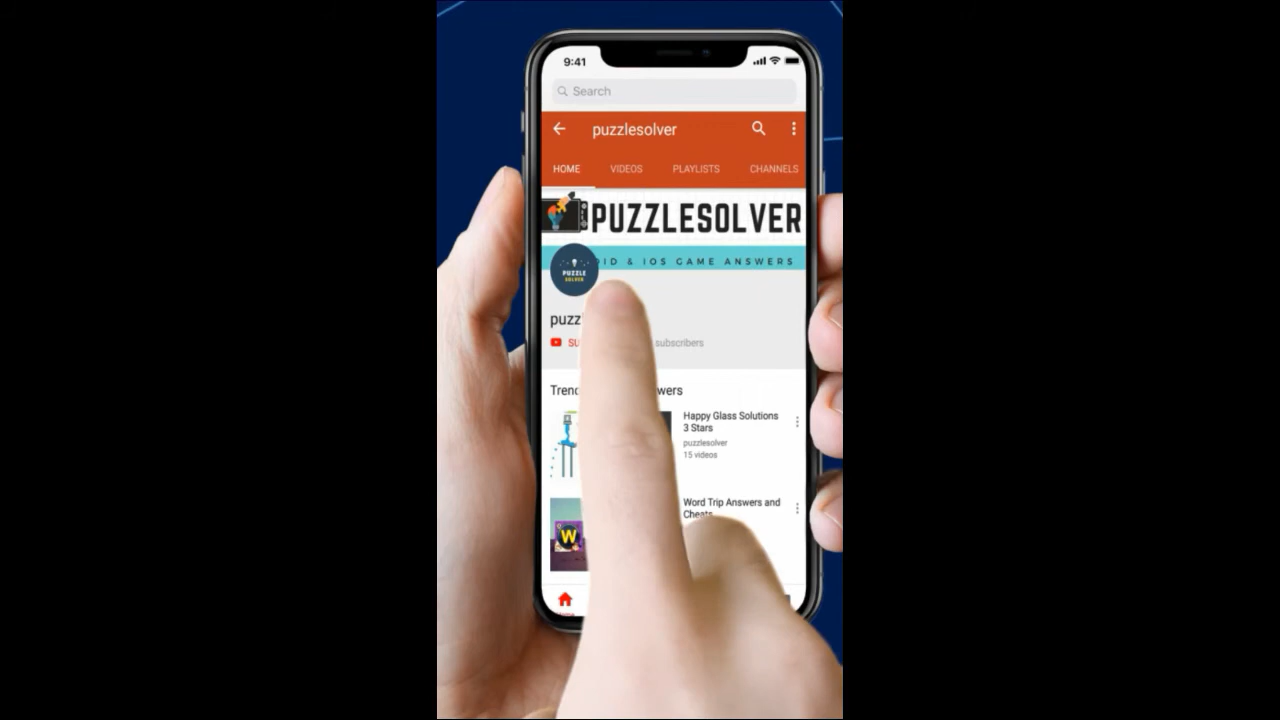 9:41
Search
puzzlesolver
HOME VIDEOS PLAYLISTS CHANNELS
PUZZLESOLVER
& IOS GAME ANSWERS
PUZZLE
SOLVER
subscribers
Happy Glass Solutions
3 Stars
puzzlesolver
15 videos
Word Trip Answers and
Cheats
W